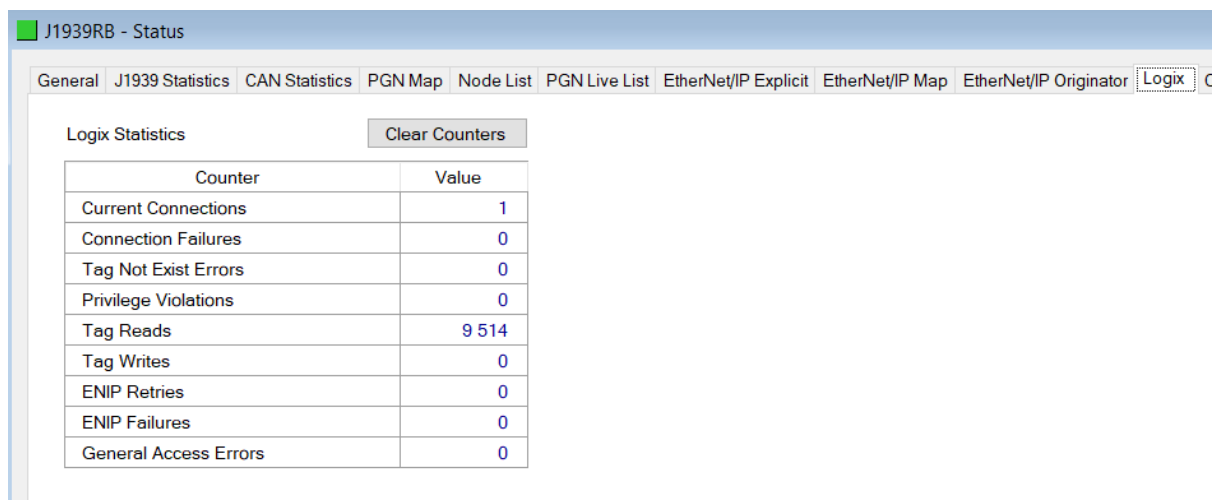 J1939RB - Status
General J1939 Statistics CAN Statistics PGN Map Node List PGN Live List EtherNet/IP Explicit EtherNet/IP Map EtherNet/IP Originator Logix
Logix Statistics Clear Counters
Counter Value
Current Connections 1
Connection Failures 0
Tag Not Exist Errors 0
Privilege Violations 0
Tag Reads 9 514
Tag Writes 0
ENIP Retries 0
ENIP Failures 0
General Access Errors 0